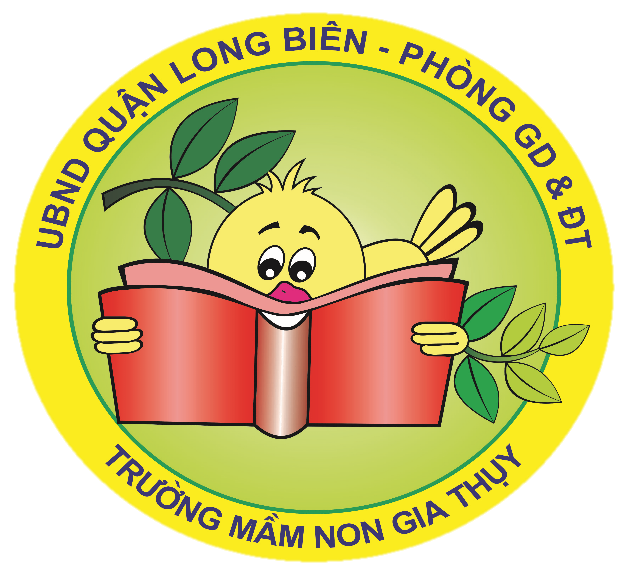 UBND QUẬN LONG BIÊN - PHÒNG GD & ĐT
TRƯỜNG MẦM NON GIA THỤY